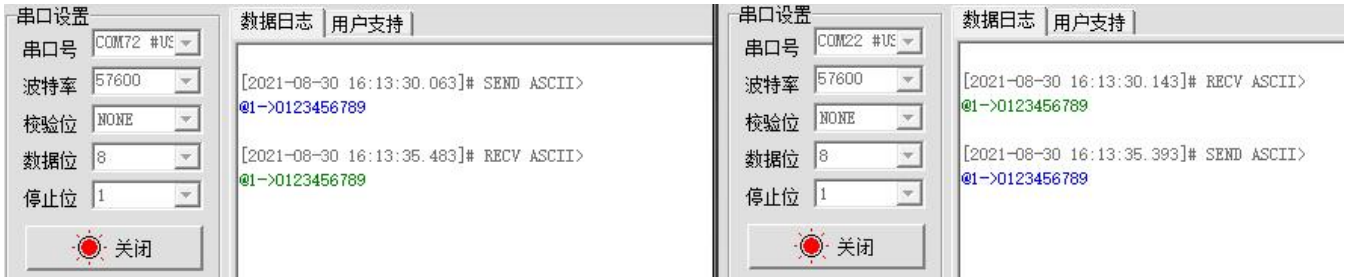 串口设置
串口号 COM72 #US
波特率 57600
校验位 NONE
数据位 8
停止位 1
关闭
数据日志 用户支持
[2021-08-30 16:13:30.063]# SEND ASCII>
@1->0123456789
[2021-08-30 16:13:35.483]# RECV ASCII>
@1->0123456789
串口设置
串口号 COM22 #US
波特率 57600
校验位 NONE
数据位 8
停止位 1
关闭
数据日志 用户支持
[2021-08-30 16:13:30.143]# RECV ASCII>
@1->0123456789
[2021-08-30 16:13:35.393]# SEND ASCII>
@1->0123456789